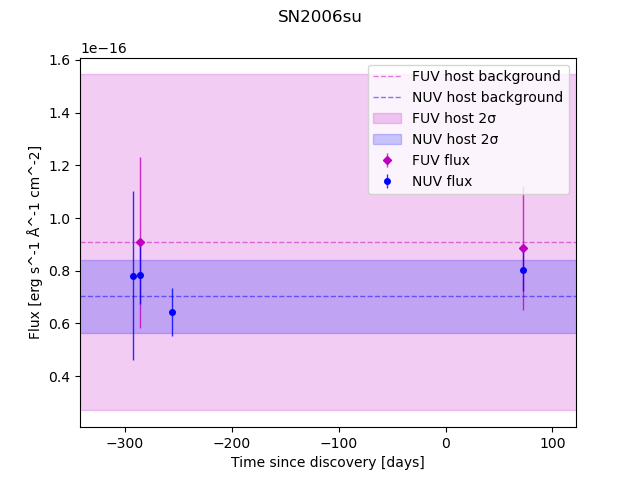 SN2006su
1e−16
FUV host background
NUV host background
FUV host 2σ
NUV host 2σ
FUV flux
NUV flux
Flux [erg s^-1 Å^-1 cm^-2]
1.6
1.4
1.2
1.0
0.8
0.6
0.4
−300
−200
−100
0
100
Time since discovery [days]